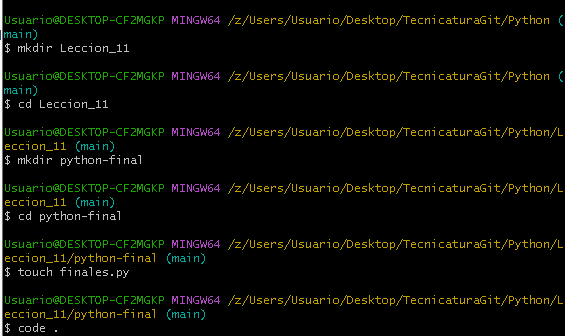 Usuario@DESKTOP-CF2MGKP MINGW64 /z/Users/Usuario/Desktop/TecnicaturaGit/Python (
main)
$ mkdir Leccion_11
Usuario@DESKTOP-CF2MGKP MINGW64 /z/Users/Usuario/Desktop/TecnicaturaGit/Python (
main)
$ cd Leccion_11
Usuario@DESKTOP-CF2MGKP MINGW64 /z/Users/Usuario/Desktop/TecnicaturaGit/Python/L
eccion_11 (main)
$ mkdir python-final
Usuario@DESKTOP-CF2MGKP MINGW64 /z/Users/Usuario/Desktop/TecnicaturaGit/Python/L
eccion_11 (main)
$ cd python-final
Usuario@DESKTOP-CF2MGKP MINGW64 /z/Users/Usuario/Desktop/TecnicaturaGit/Python/L
eccion_11/python-final (main)
$ touch finales.py
Usuario@DESKTOP-CF2MGKP MINGW64 /z/Users/Usuario/Desktop/TecnicaturaGit/Python/L
eccion_11/python-final (main)
$ code .